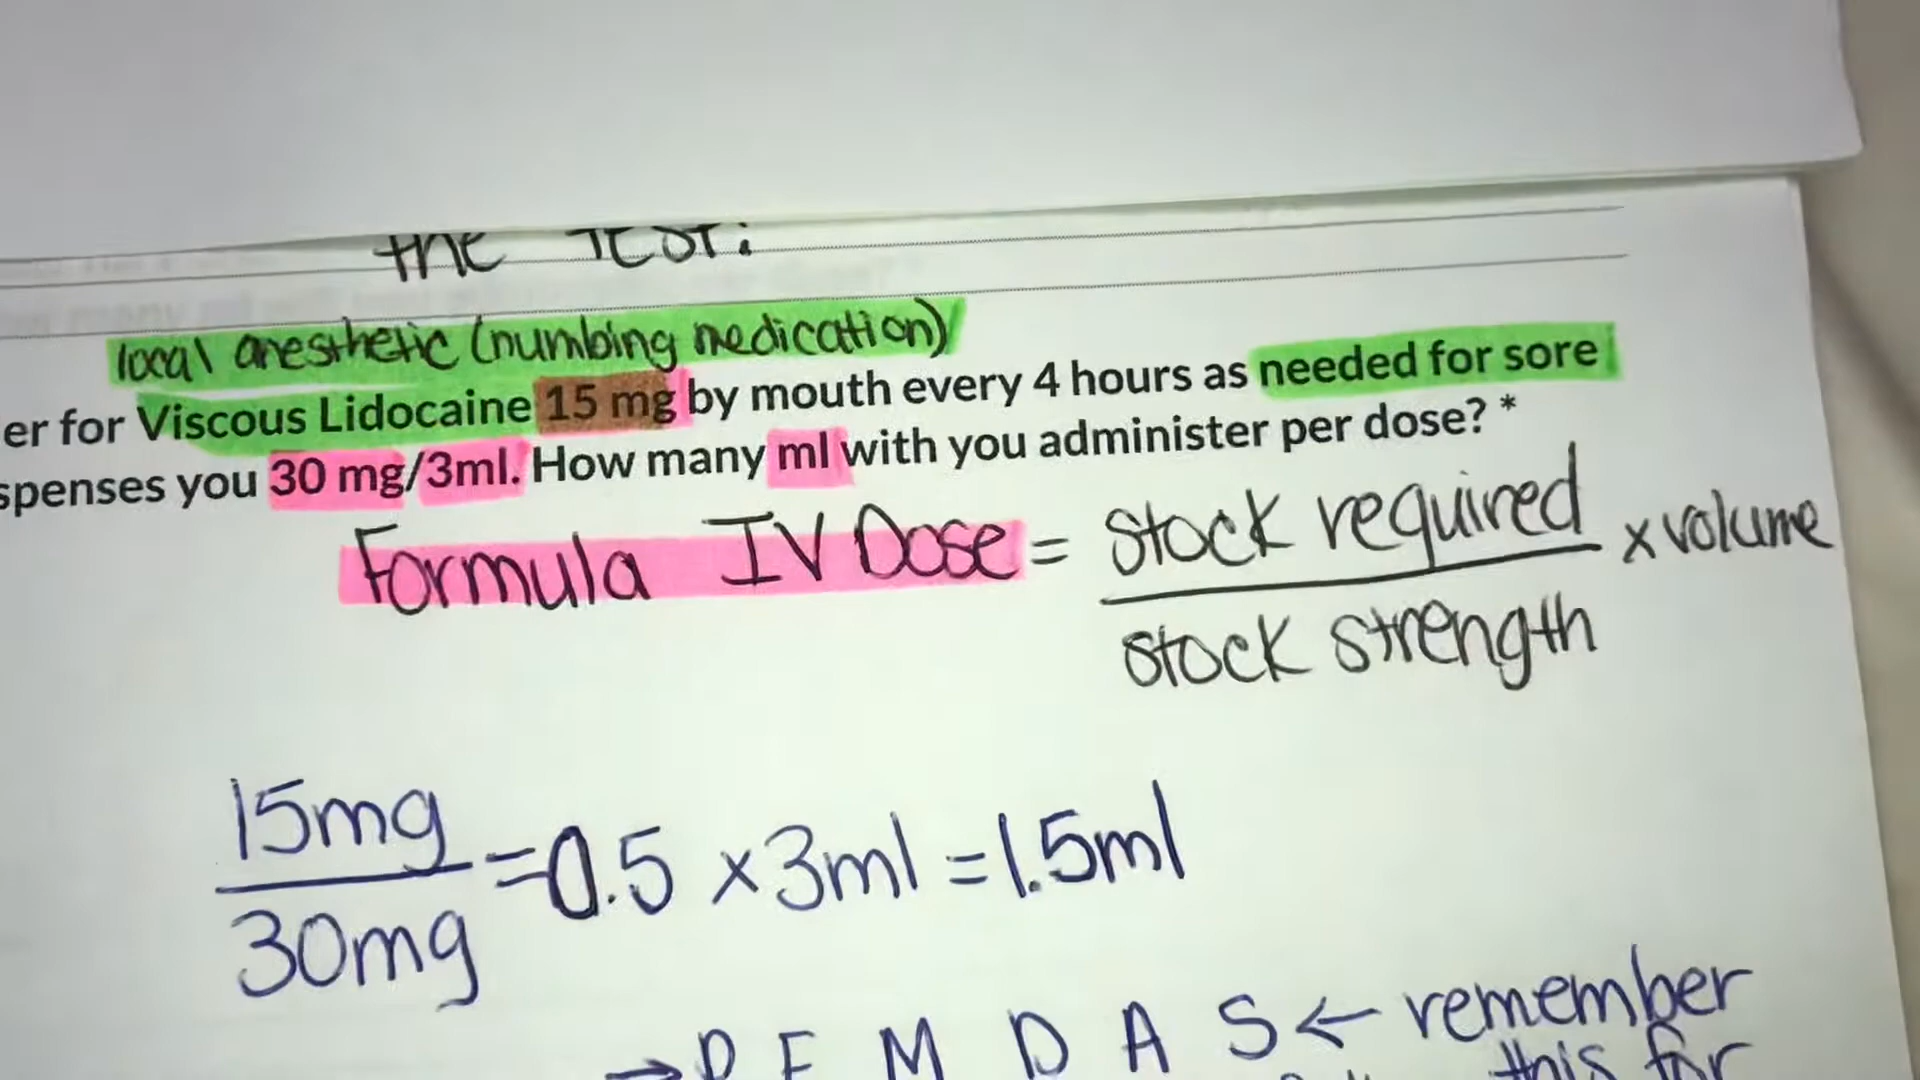 the TEST:
local anesthetic (numbing medication)
er for Viscous Lidocaine 15 mg by mouth every 4 hours as needed for sore
spenses you 30 mg/3ml. How many ml with you administer per dose? *
Formula IV Dose = stock required / stock strength x volume
15mg / 30mg = 0.5 x 3ml = 1.5ml
→ P E M D A S ← remember
this for